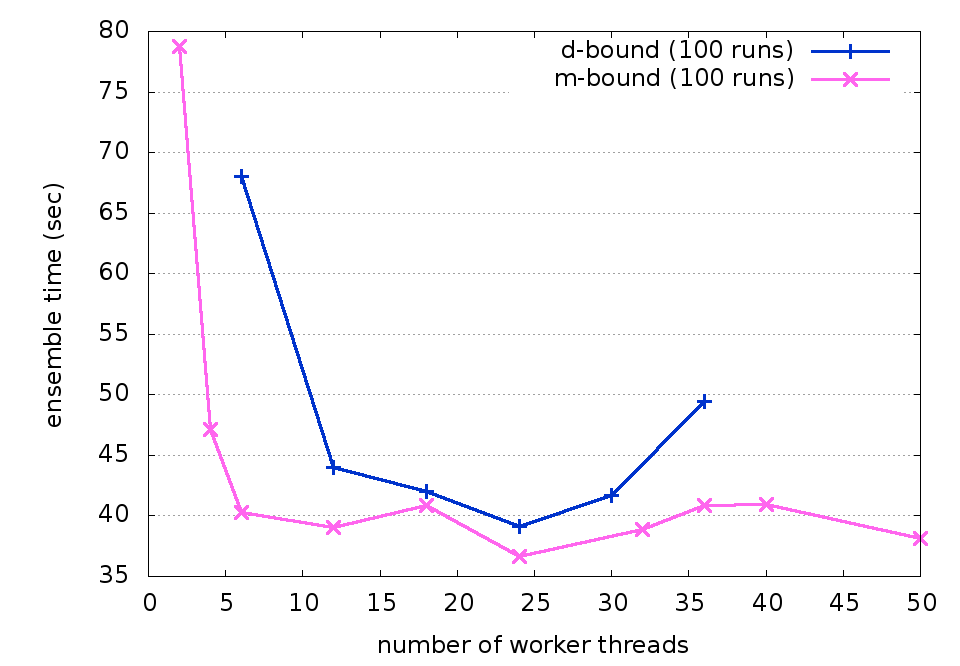 80
75
70
65
60
55
50
45
40
35
ensemble time (sec)
d-bound (100 runs)
m-bound (100 runs)
0 5 10 15 20 25 30 35 40 45 50
number of worker threads